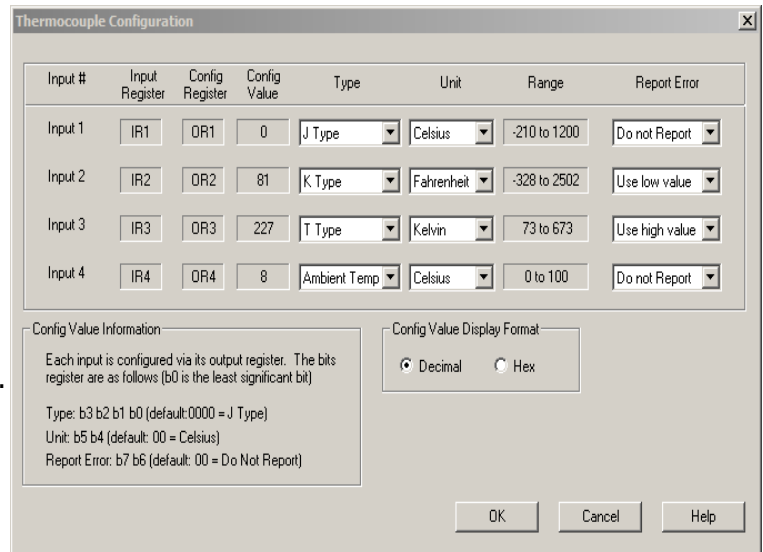 Thermocouple Configuration
Input # Input Register Config Register Config Value Type Unit Range Report Error
Input 1 IR1 OR1 0 J Type Celsius -210 to 1200 Do not Report
Input 2 IR2 OR2 81 K Type Fahrenheit -328 to 2502 Use low value
Input 3 IR3 OR3 227 T Type Kelvin 73 to 673 Use high value
Input 4 IR4 OR4 8 Ambient Temp Celsius 0 to 100 Do not Report
Config Value Information
Each input is configured via its output register. The bits
register are as follows (b0 is the least significant bit)
Type: b3 b2 b1 b0 (default:0000 = J Type)
Unit: b5 b4 (default: 00 = Celsius)
Report Error: b7 b6 (default: 00 = Do Not Report)
Config Value Display Format
Decimal Hex
OK Cancel Help